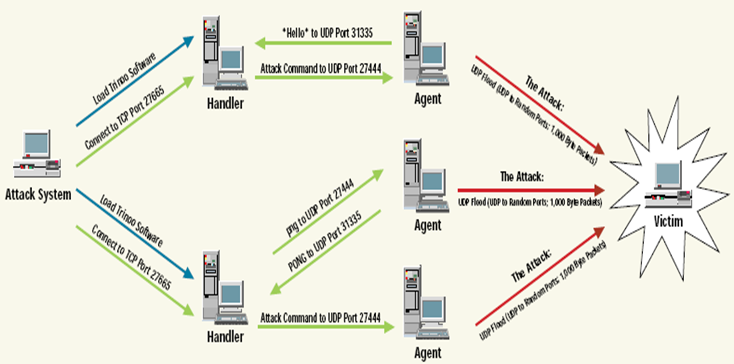 *Hello* to UDP Port 31335
Load Trinoo Software
Attack Command to UDP Port 27444
The Attack:
UDP Flood (UDP to Random Ports; 1,000 Byte Packets)
Handler
Agent
Connect to TCP Port 27665
Attack System
png to UDP Port 27444
The Attack:
UDP Flood (UDP to Random Ports; 1,000 Byte Packets)
Victim
Load Trinoo Software
PONG to UDP Port 31335
Agent
Connect to TCP Port 27665
The Attack:
UDP Flood (UDP to Random Ports; 1,000 Byte Packets)
Attack Command to UDP Port 27444
Handler
Agent